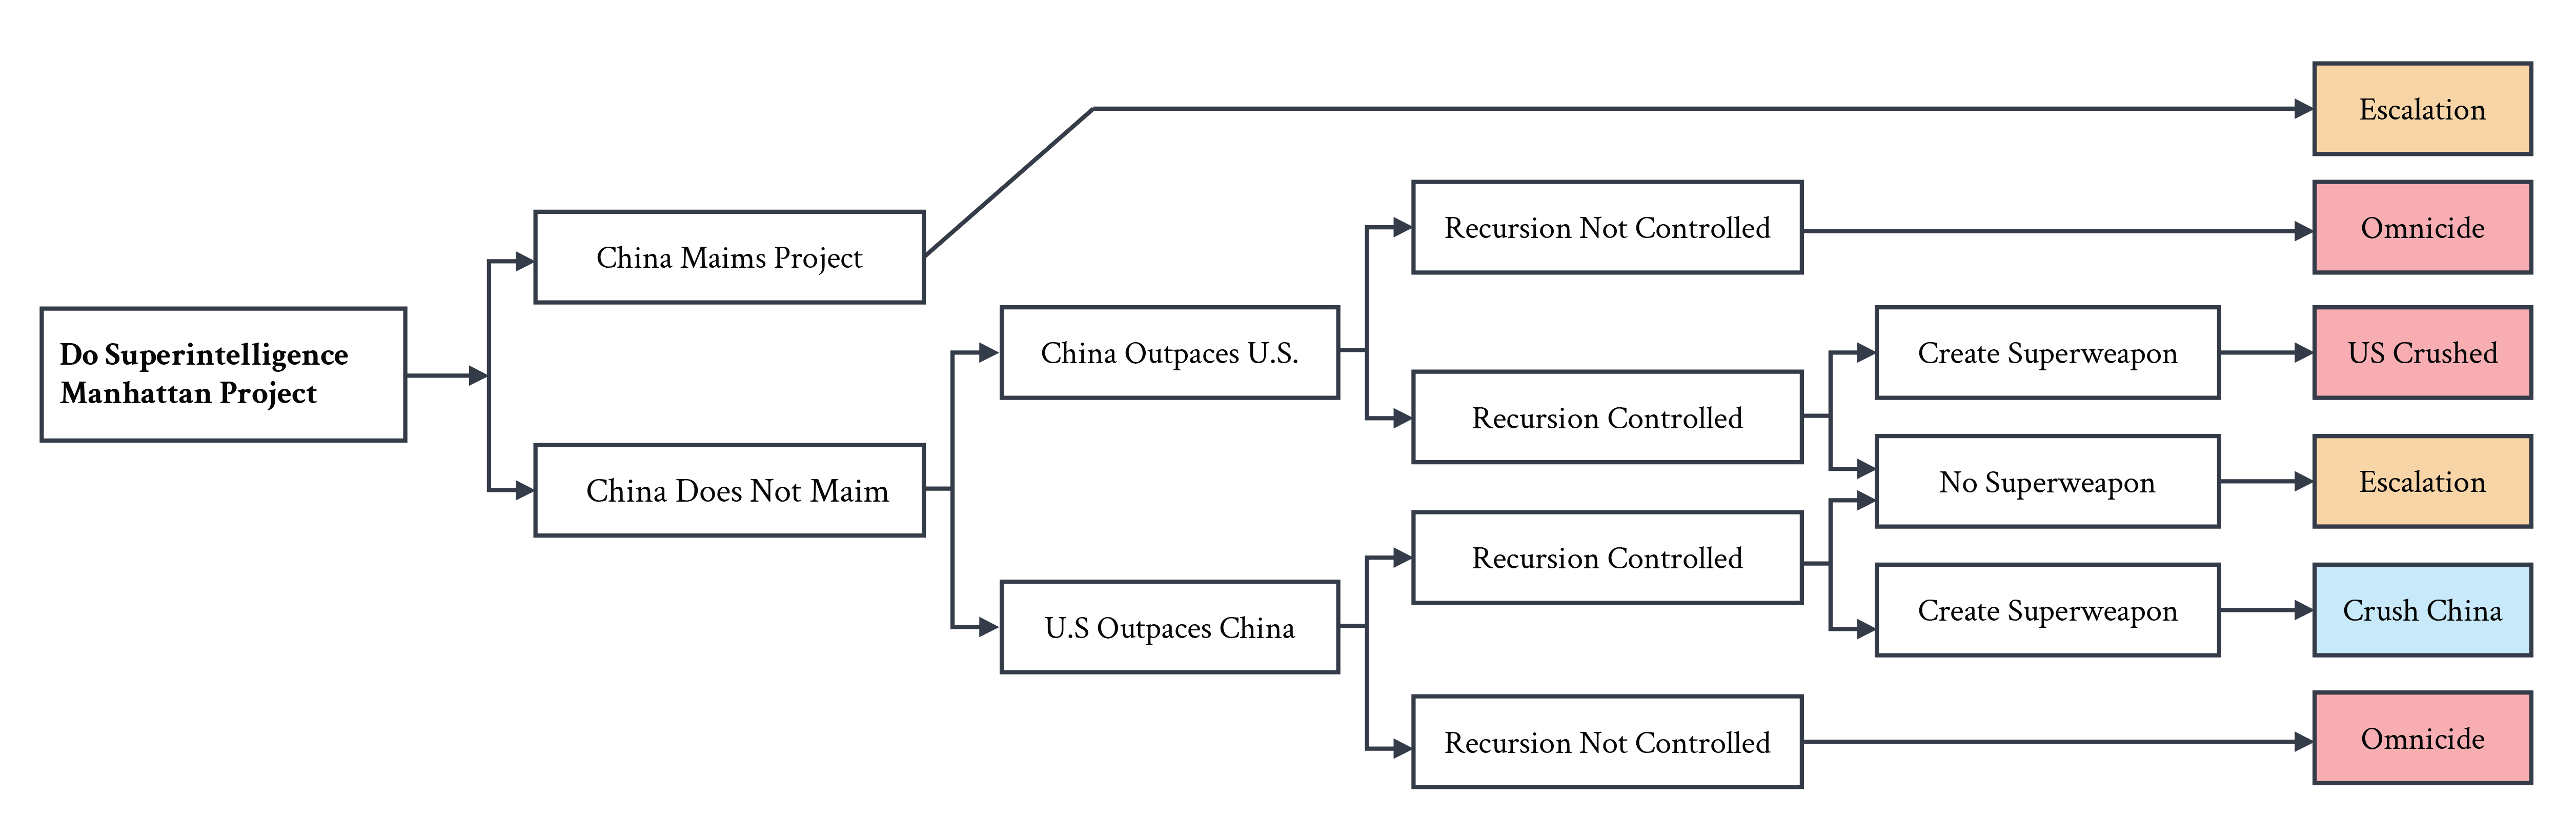 Do Superintelligence
Manhattan Project
China Maims Project
China Does Not Maim
China Outpaces U.S.
U.S Outpaces China
Recursion Not Controlled
Recursion Controlled
Recursion Controlled
Recursion Not Controlled
Create Superweapon
No Superweapon
Create Superweapon
Escalation
Omnicide
US Crushed
Escalation
Crush China
Omnicide